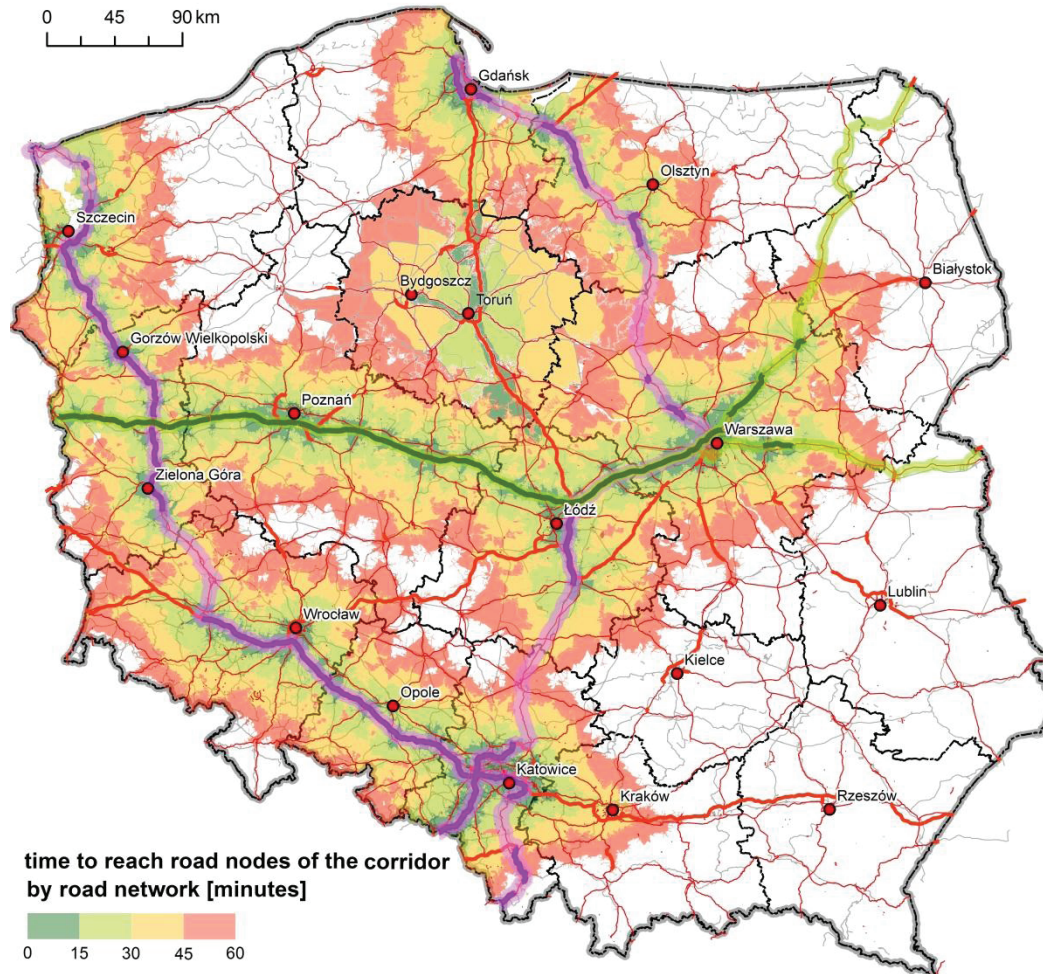 0 45 90 km
Gdańsk
Olsztyn
Szczecin
Białystok
Bydgoszcz
Toruń
Gorzów Wielkopolski
Poznań
Warszawa
Zielona Góra
Łódź
Lublin
Wrocław
Kielce
Opole
Katowice
Kraków
Rzeszów
time to reach road nodes of the corridor
by road network [minutes]
0 15 30 45 60